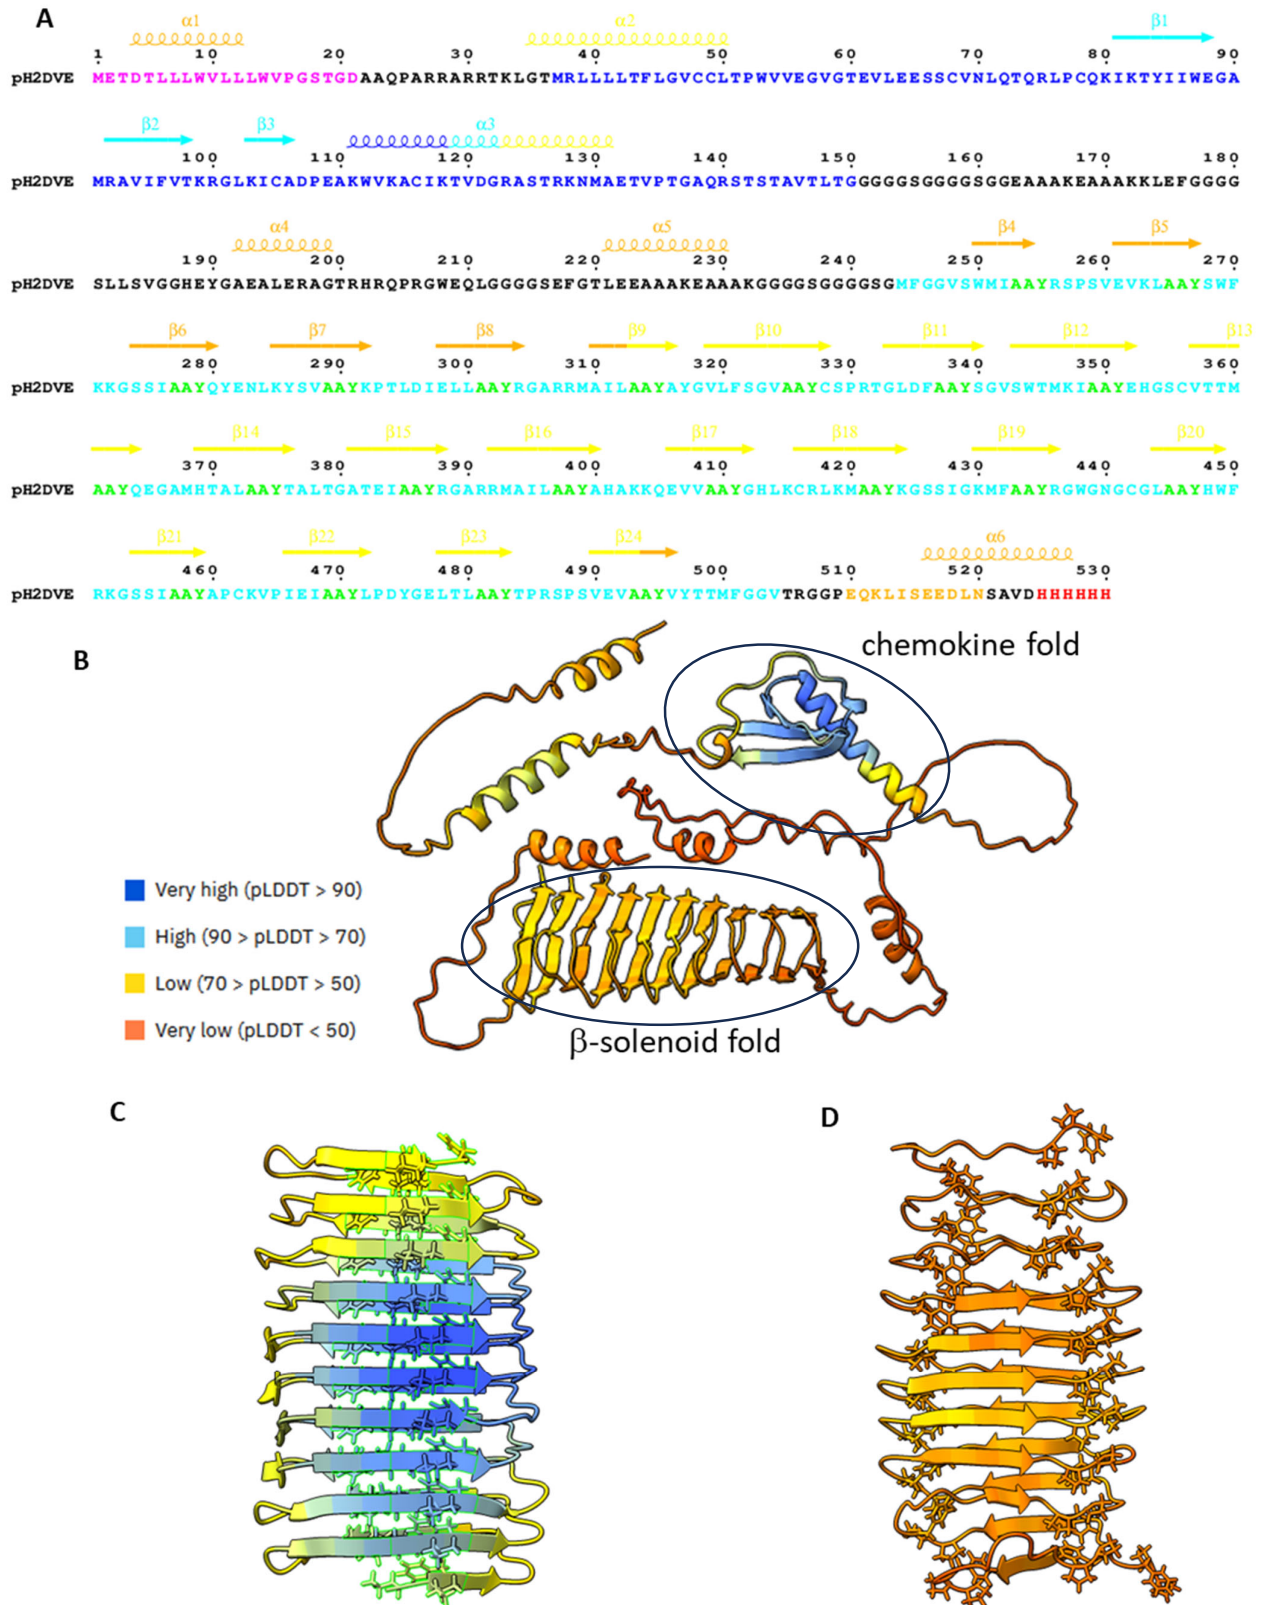 A
α1 α2 β1
1 10 20 30 40 50 60 70 80 90
pH2DVE METDTLLLWVLLLWVPGSTGDAAQPARRARRTKLGTMRLLLLTFLGVCCLTPWVVEGVGTEVLEESSCVNLQTQRLPCQKIKTYIIWEGA
β2 β3 α3
100 110 120 130 140 150 160 170 180
pH2DVE MRAVIFVTKRGLKICADPEAKWVKACIKTVDGRASTRKNMAETVPTGAQRSTSTAVTLTGGGGGSGGGGSGGEAAAKEAAAKKLEFGGGG
α4 α5 β4 β5
190 200 210 220 230 240 250 260 270
pH2DVE SLLSVGGHEYGAEALERAGTRHRQPRGWEQLGGGGSEFGTLEEAAAKEAAAKGGGGSGGGGSGMFGGVSWMIAAYRSPSVEVKLAAYSWF
β6 β7 β8 β9 β10 β11 β12 β13
280 290 300 310 320 330 340 350 360
pH2DVE KKGSSIAAYQYENLKYSVAAYKPTLDIELLAAYRGARRMAILAAYAYGVLFSGVAAYCSPRTGLDFAAYSGVSWTMKIAAYEHGSCVTTM
β14 β15 β16 β17 β18 β19 β20
370 380 390 400 410 420 430 440 450
pH2DVE AAYQEGAMHTALAAYTALTGATEIAAYRGARRMAILAAYAHAKKQEVVAAYGHLKCRLKMAAYKGSSIGKMFAAYRGWGNGCGLAAYHWF
β21 β22 β23 β24 α6
460 470 480 490 500 510 520 530
pH2DVE RKGSSIAAYAPCKVPIEIAAYLPDYGELTLAAYTPRSPSVEVAAYVYTTMFGGVTRGGPEQKLISEEDLNSAVDHHHHHH
B
chemokine fold
Very high (pLDDT > 90)
High (90 > pLDDT > 70)
Low (70 > pLDDT > 50)
Very low (pLDDT < 50)
β-solenoid fold
C
D